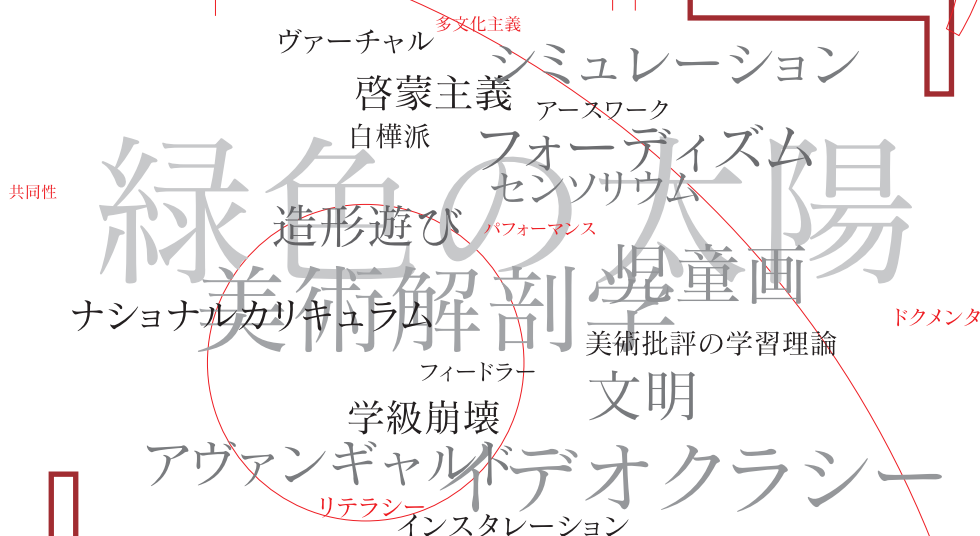 多文化主義
ヴァーチャル
シミュレーション
啓蒙主義
アースワーク
白樺派
フォーディズム
緑色の太陽
センソリウム
共同性
造形遊び
パフォーマンス
児童画
美術解剖学
ナショナルカリキュラム
ドクメンタ
美術批評の学習理論
フィードラー
文明
学級崩壊
アヴァンギャルド
イデオクラシー
リテラシー
インスタレーション